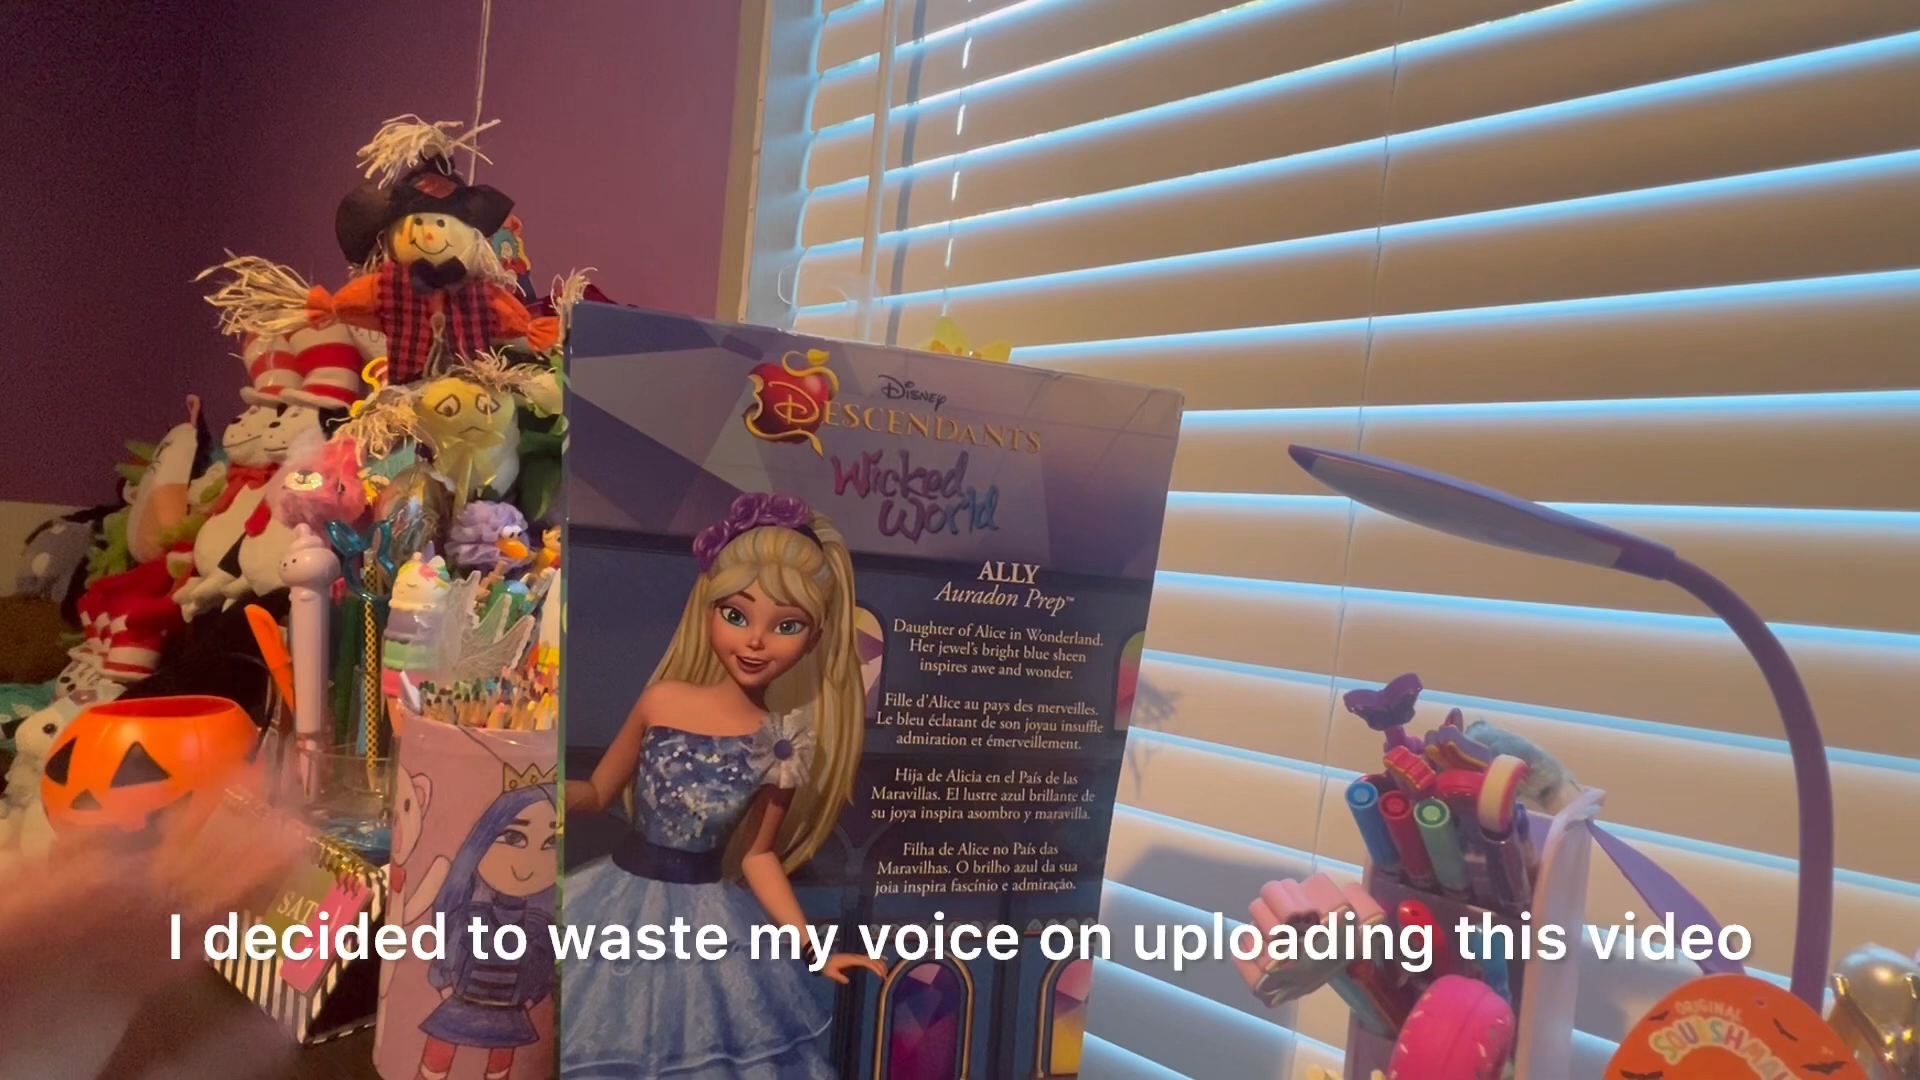 Disney
DESCENDANTS
Wicked
World
ALLY
Auradon Prep™
Daughter of Alice in Wonderland.
Her jewel's bright blue sheen
inspires awe and wonder.
Fille d'Alice au pays des merveilles.
Le bleu éclatant de son joyau insuffle
admiration et émerveillement.
Hija de Alicia en el País de las
Maravillas. El lustre azul brillante de
su joya inspira asombro y maravilla.
Filha de Alice no País das
Maravilhas. O brilho azul da sua
joia inspira fascínio e admiração.
SAT
I decided to waste my voice on uploading this video
ORIGINAL